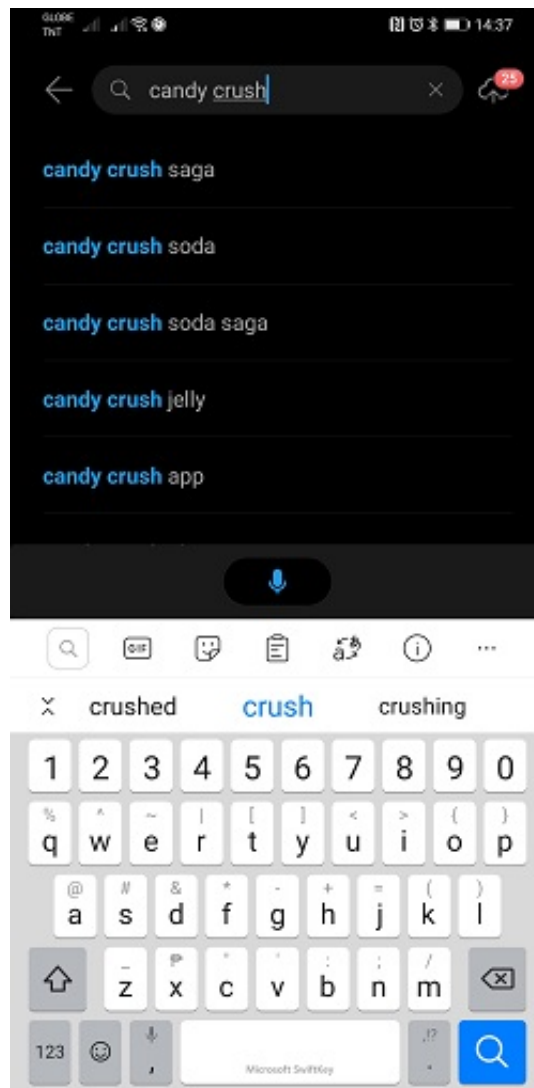 GLOBE
TNT
14:37
candy crush
25
candy crush saga
candy crush soda
candy crush soda saga
candy crush jelly
candy crush app
GIF
crushed crush crushing
1 2 3 4 5 6 7 8 9 0
% ^ ~ | [ ] < > { }
q w e r t y u i o p
@ # & * - + = ( )
a s d f g h j k l
_ ₱ " ' : ; /
z x c v b n m
123 , Microsoft SwiftKey ,!? .